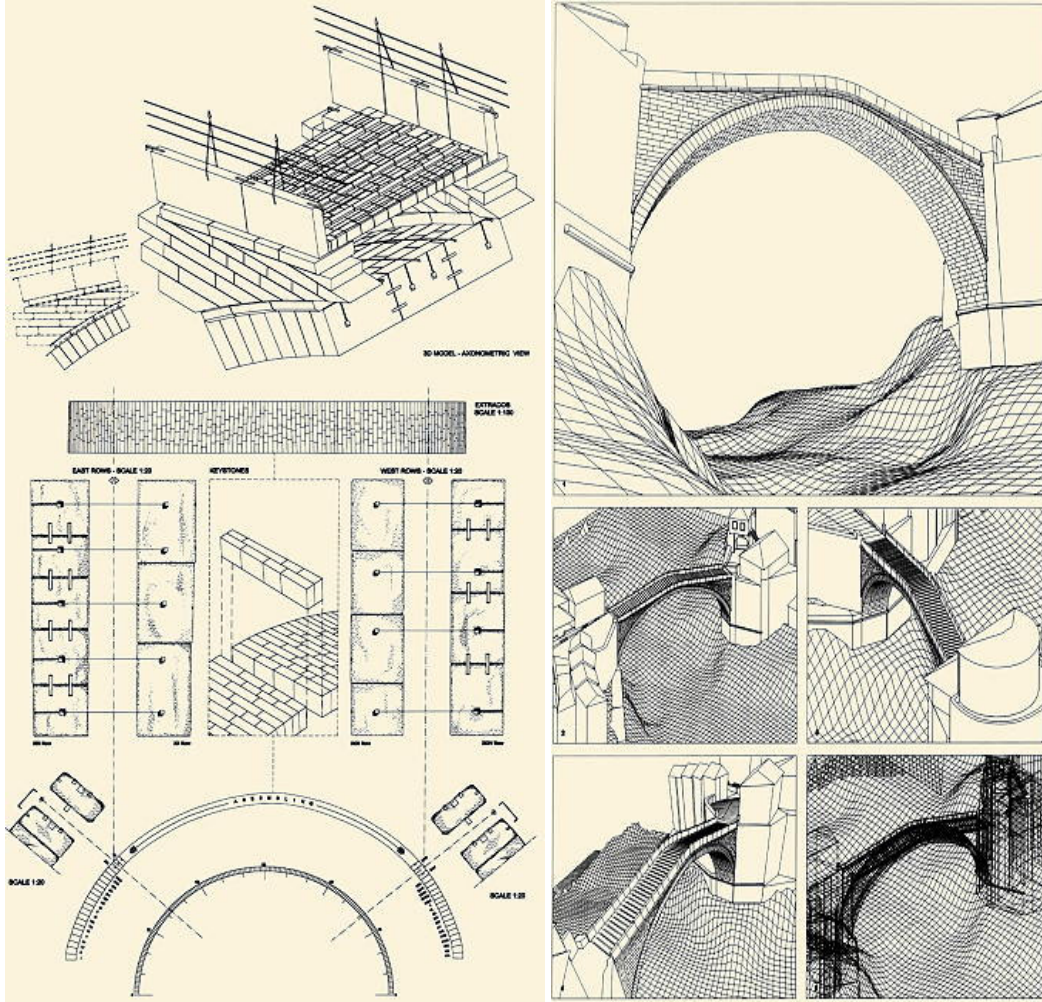 3D MODEL - AXONOMETRIC VIEW
EXTRADOS
SCALE 1:100
EAST ROWS - SCALE 1:20
KEYSTONES
WEST ROWS - SCALE 1:20
ASSEMBLING
SCALE 1:20
SCALE 1:20
1
2